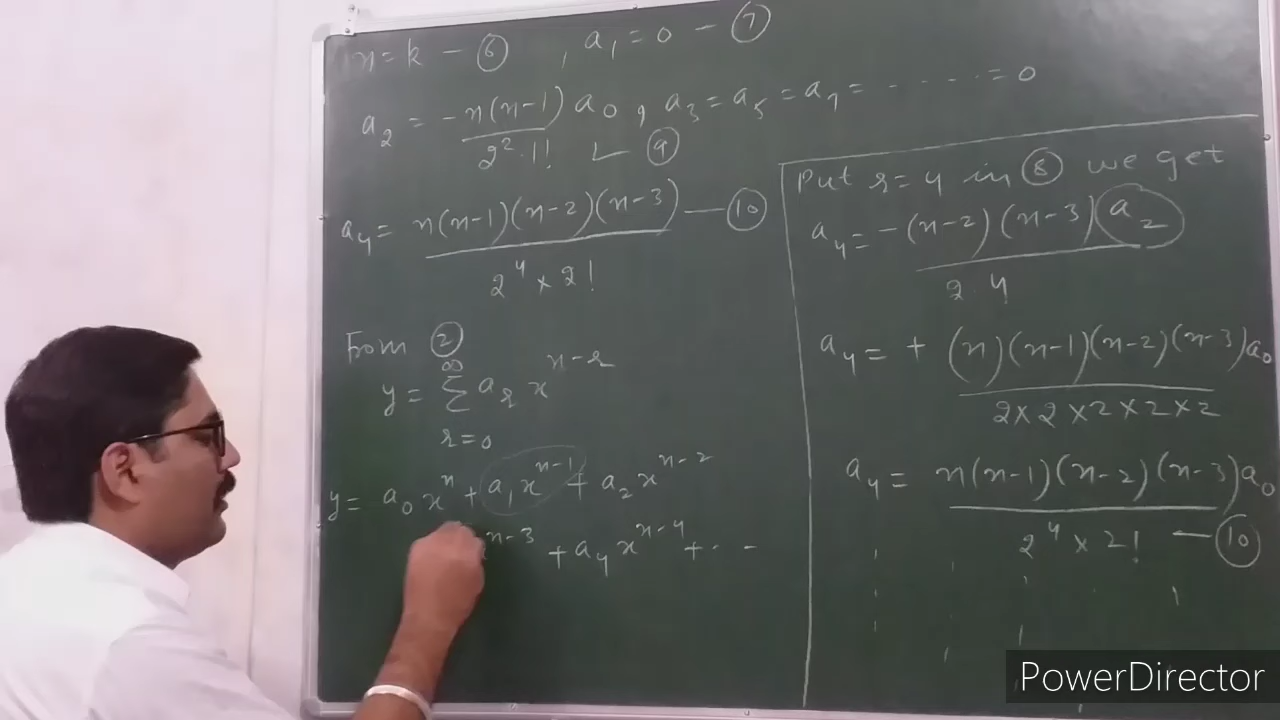 n=k – ⑥ , a₁=0 – ⑦
a₂ = -n(n-1)/2²·1! a₀ , a₃=a₅=a₇=-----=0
⑨
a₄= n(n-1)(n-2)(n-3)/2⁴×2! — ⑩
From ②
y= Σ_{r=0}^{∞} aᵣ x^{n-r}
y= a₀x^n + a₁x^{n-1} + a₂x^{n-2}
^{n-3} + a₄x^{n-4} + - -
Put r=4 in ⑧ we get
a₄=-(n-2)(n-3)a₂/2·4
a₄= + (n)(n-1)(n-2)(n-3)a₀/2×2×2×2×2
a₄= n(n-1)(n-2)(n-3)a₀/2⁴×2! — ⑩
PowerDirector